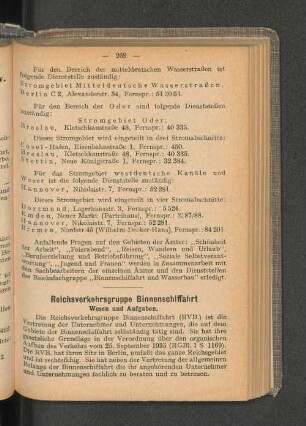 — 269 —
Für den Bereich der mitteldeutschen Wasserstraßen ist
folgende Dienststelle zuständig:
Stromgebiet Mitteldeutsche Wasserstraßen.
Berlin C 2, Alexanderstr. 54, Fernspr.: 51 20 51.
Für den Bereich der Oder sind folgende Dienststellen
zuständig:
Stromgebiet Oder:
Breslau, Kletschkaustraße 48, Fernspr.: 40 335.
Dieses Stromgebiet wird eingeteilt in drei Stromabschnitte:
Cosel-Hafen, Eisenbahnstraße 1, Fernspr.: 450.
Breslau, Kletschkaustraße 48, Fernspr.: 40 335.
Stettin, Neue Königstraße 1, Fernspr.: 32 384.
Für das Stromgebiet westdeutsche Kanäle und
Weser ist die folgende Dienststelle zuständig:
Hannover, Nikolaistr. 7, Fernspr.: 52 281.
Dieses Stromgebiet wird eingeteilt in vier Stromabschnitte:
Dortmund, Lagerhausstr. 3, Fernspr.: 5 524.
Emden, Neuer Markt (Parteihaus), Fernspr.:
Hannover, Nikolaistr. 7, Fernspr.: 52 281.
Bremen, Nordstr. 45 (Wilhelm-Decker-Haus), Fernspr.: 84 201.
Anfallende Fragen auf den Gebieten der Ämter: „Schönheit
der Arbeit“, „Feierabend“, „Reisen, Wandern und Urlaub“,
„Berufserziehung und Betriebsführung“, „Soziale Selbstverant-
wortung“, „Jugend und Frauen“ werden in Zusammenarbeit mit
den Sachbearbeitern der einzelnen Ämter und den Dienststellen
der Reichsfachgruppe „Binnenschiffahrt und Wasserbau“ erledigt.
Reichsverkehrsgruppe Binnenschiffahrt
Wesen und Aufgaben.
Die Reichsverkehrsgruppe Binnenschiffahrt (RVB.) ist die
Vertretung der Unternehmer und Unternehmungen, die auf dem
Gebiete der Binnenschiffahrt selbständig tätig sind. Sie hat ihre
gesetzliche Grundlage in der Verordnung über den organischen
Aufbau des Verkehrs vom 25. September 1935 (RGBl. I S 1169).
Die RVB. hat ihren Sitz in Berlin, umfaßt das ganze Reichsgebiet
und ist rechtsfähig. Sie hat die Aufgabe, unter den allgemeinen
Belangen der Binnenschiffahrt die ihr angehörenden Unternehmer
und Unternehmungen fachlich zu beraten und zu betreuen.